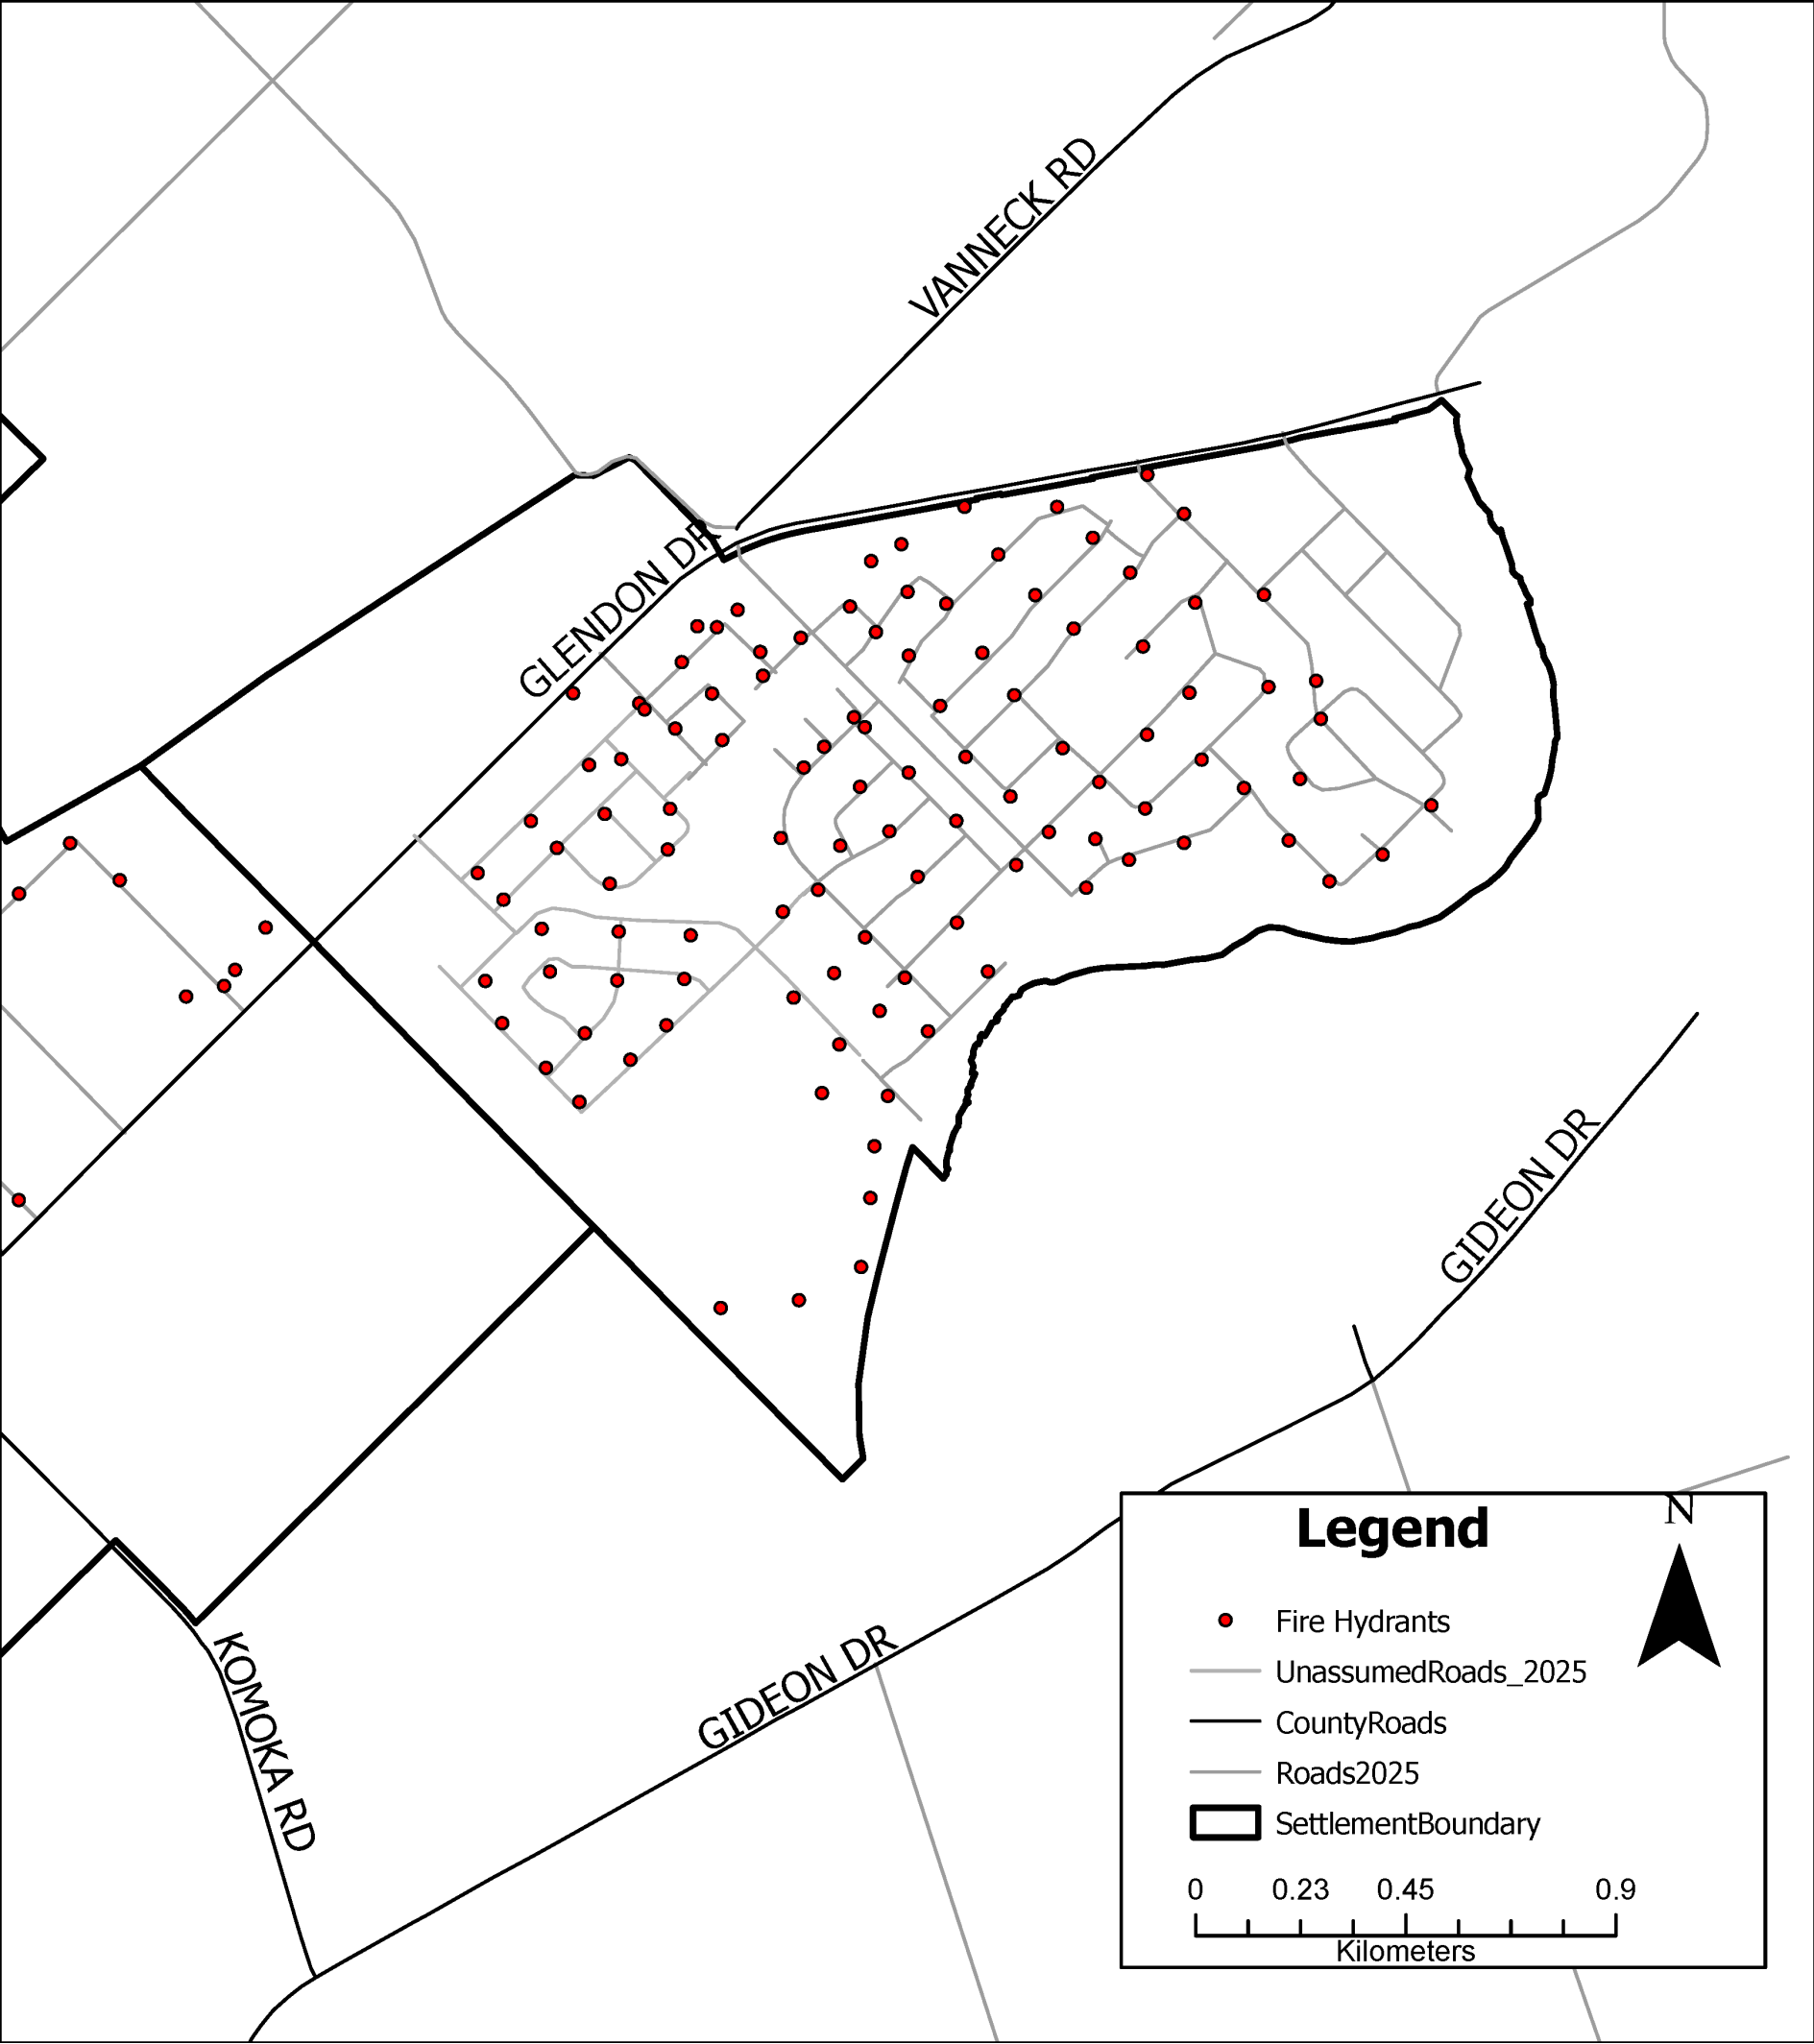 VANNECK RD
GLENDON DR
GIDEON DR
GIDEON DR
KOMOKA RD
Legend
N
Fire Hydrants
UnassumedRoads_2025
CountyRoads
Roads2025
SettlementBoundary
0 0.23 0.45 0.9
Kilometers